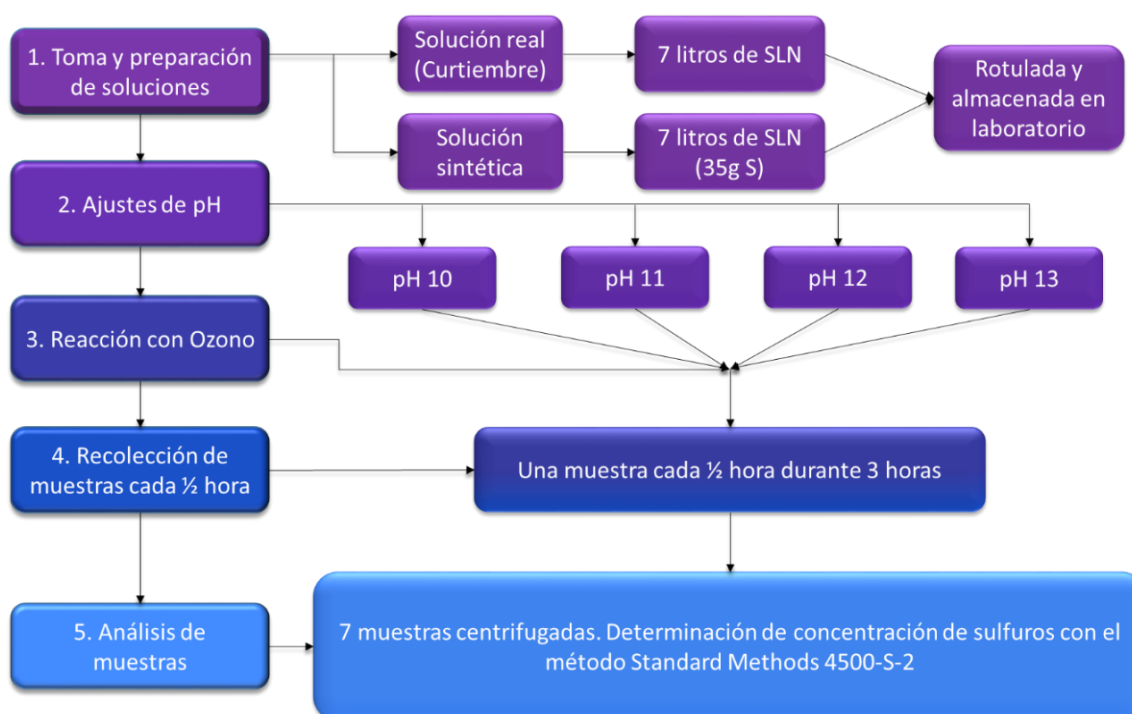 1. Toma y preparación
de soluciones
Solución real
(Curtiembre)
7 litros de SLN
Rotulada y
almacenada en
laboratorio
Solución
sintética
7 litros de SLN
(35g S)
2. Ajustes de pH
pH 10
pH 11
pH 12
pH 13
3. Reacción con Ozono
4. Recolección de
muestras cada ½ hora
Una muestra cada ½ hora durante 3 horas
5. Análisis de
muestras
7 muestras centrifugadas. Determinación de concentración de sulfuros con el
método Standard Methods 4500-S-2